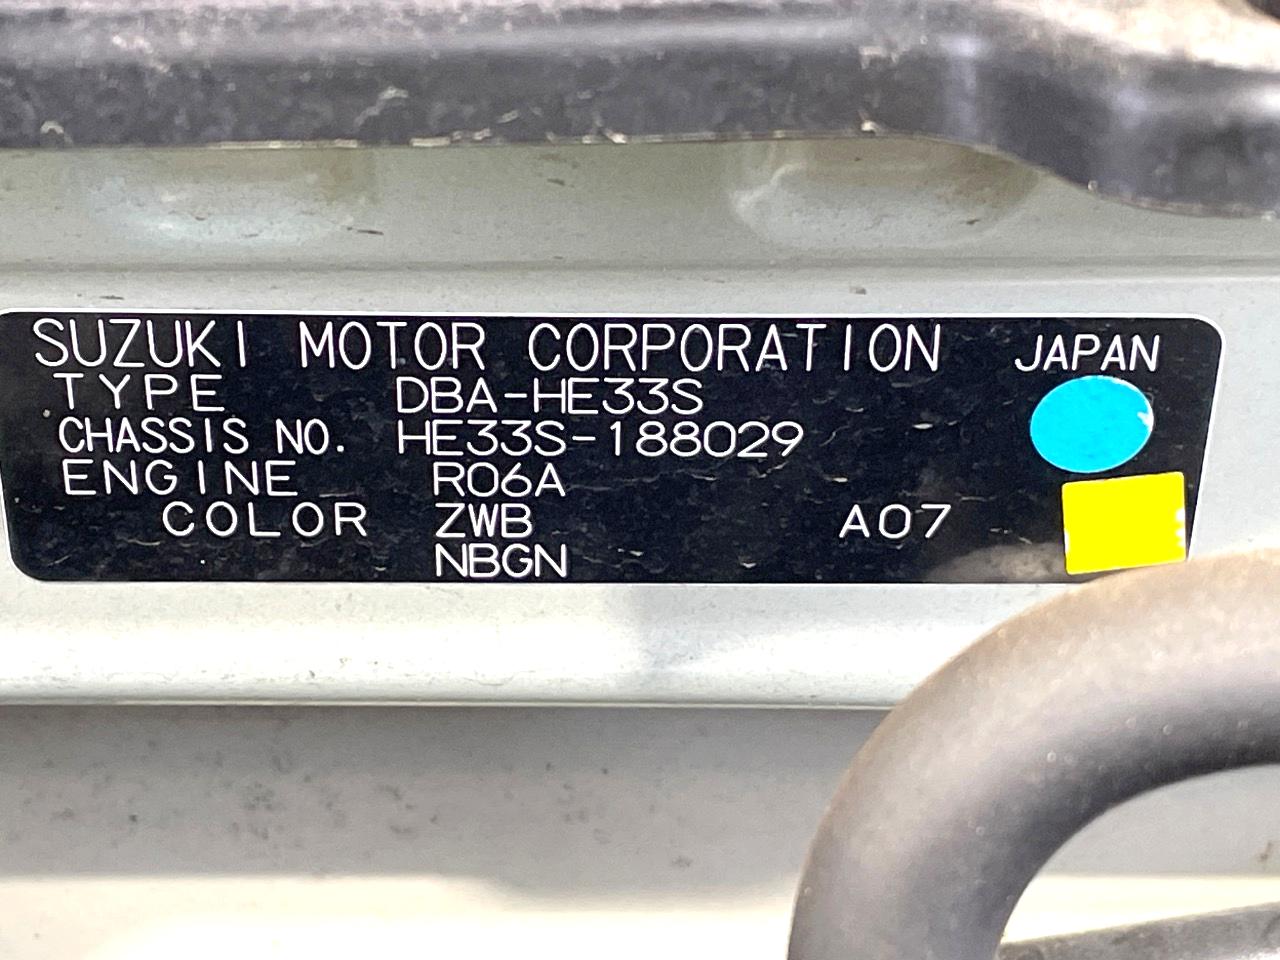 SUZUKI MOTOR CORPORATION JAPAN
TYPE DBA-HE33S
CHASSIS NO. HE33S-188029
ENGINE R06A
COLOR ZWB A07
NBGN